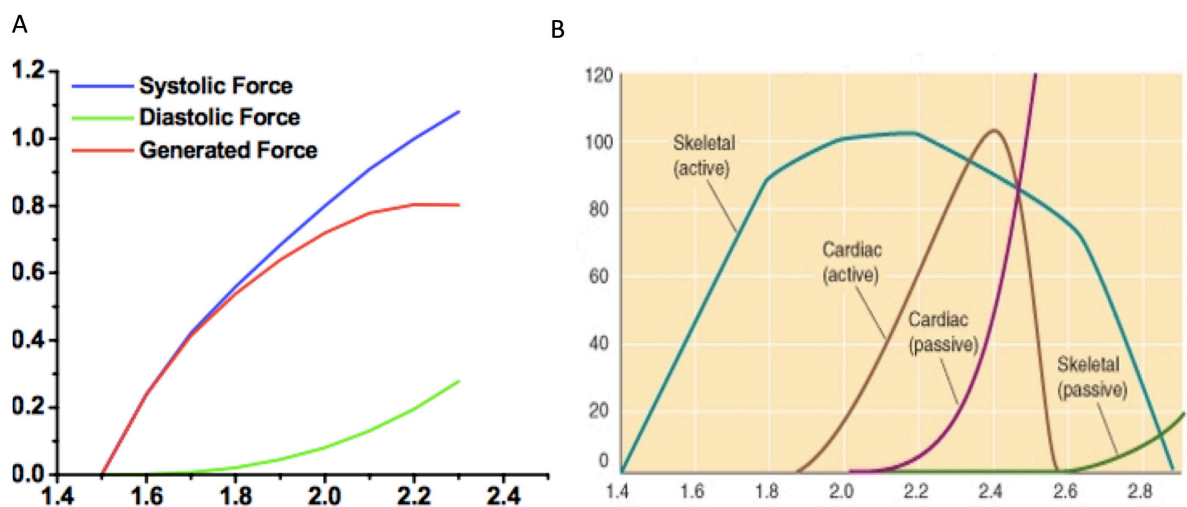 A
1.2
1.0
0.8
0.6
0.4
0.2
0.0
1.4 1.6 1.8 2.0 2.2 2.4
Systolic Force
Diastolic Force
Generated Force
B
120
100
80
60
40
20
0
1.4 1.6 1.8 2.0 2.2 2.4 2.6 2.8
Skeletal
(active)
Cardiac
(active)
Cardiac
(passive)
Skeletal
(passive)